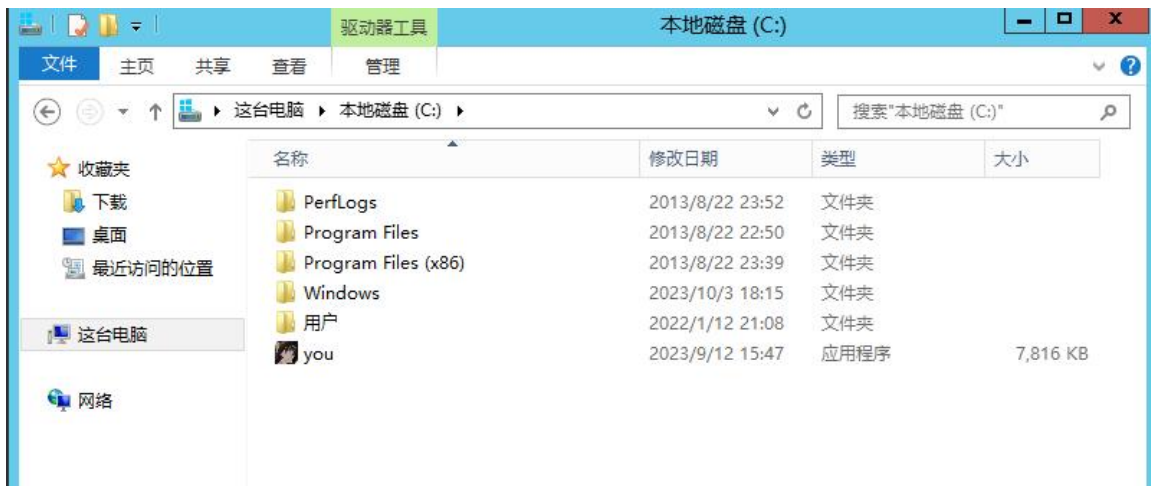 驱动器工具 本地磁盘 (C:)
文件 主页 共享 查看 管理
这台电脑 本地磁盘 (C:) 搜索"本地磁盘 (C:)"
收藏夹
下载
桌面
最近访问的位置
这台电脑
网络
名称 修改日期 类型 大小
PerfLogs 2013/8/22 23:52 文件夹
Program Files 2013/8/22 22:50 文件夹
Program Files (x86) 2013/8/22 23:39 文件夹
Windows 2023/10/3 18:15 文件夹
用户 2022/1/12 21:08 文件夹
you 2023/9/12 15:47 应用程序 7,816 KB